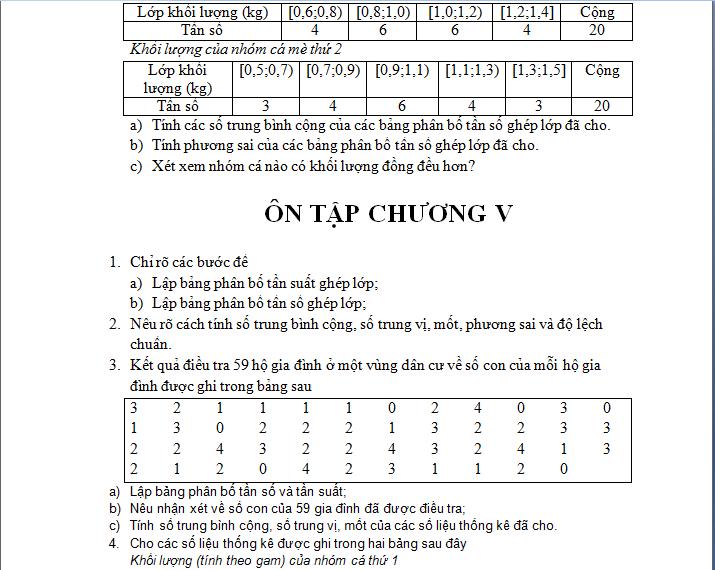 Lớp khối lượng (kg) [0,6;0,8) [0,8;1,0) [1,0;1,2) [1,2;1,4] Cộng
Tần số 4 6 6 4 20
Khối lượng của nhóm cá mè thứ 2
Lớp khối [0,5;0,7) [0,7;0,9) [0,9;1,1) [1,1;1,3) [1,3;1,5] Cộng
lượng (kg)
Tần số 3 4 6 4 3 20
a) Tính các số trung bình cộng của các bảng phân bố tần số ghép lớp đã cho.
b) Tính phương sai của các bảng phân bố tần số ghép lớp đã cho.
c) Xét xem nhóm cá nào có khối lượng đồng đều hơn?
ÔN TẬP CHƯƠNG V
1. Chỉ rõ các bước để
a) Lập bảng phân bố tần suất ghép lớp;
b) Lập bảng phân bố tần số ghép lớp;
2. Nêu rõ cách tính số trung bình cộng, số trung vị, mốt, phương sai và độ lệch
chuẩn.
3. Kết quả điều tra 59 hộ gia đình ở một vùng dân cư về số con của mỗi hộ gia
đình được ghi trong bảng sau
3 2 1 1 1 1 0 2 4 0 3 0
1 3 0 2 2 2 1 3 2 2 3 3
2 2 4 3 2 2 4 3 2 4 1 3
2 1 2 0 4 2 3 1 1 2 0
a) Lập bảng phân bố tần số và tần suất;
b) Nêu nhận xét về số con của 59 gia đình đã được điều tra;
c) Tính số trung bình cộng, số trung vị, mốt của các số liệu thống kê đã cho.
4. Cho các số liệu thống kê được ghi trong hai bảng sau đây
Khối lượng (tính theo gam) của nhóm cá thứ 1